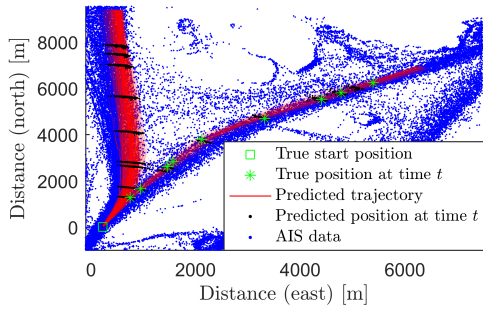 8000
6000
4000
2000
0
Distance (north) [m]
0
2000
4000
6000
Distance (east) [m]
True start position
True position at time t
Predicted trajectory
Predicted position at time t
AIS data